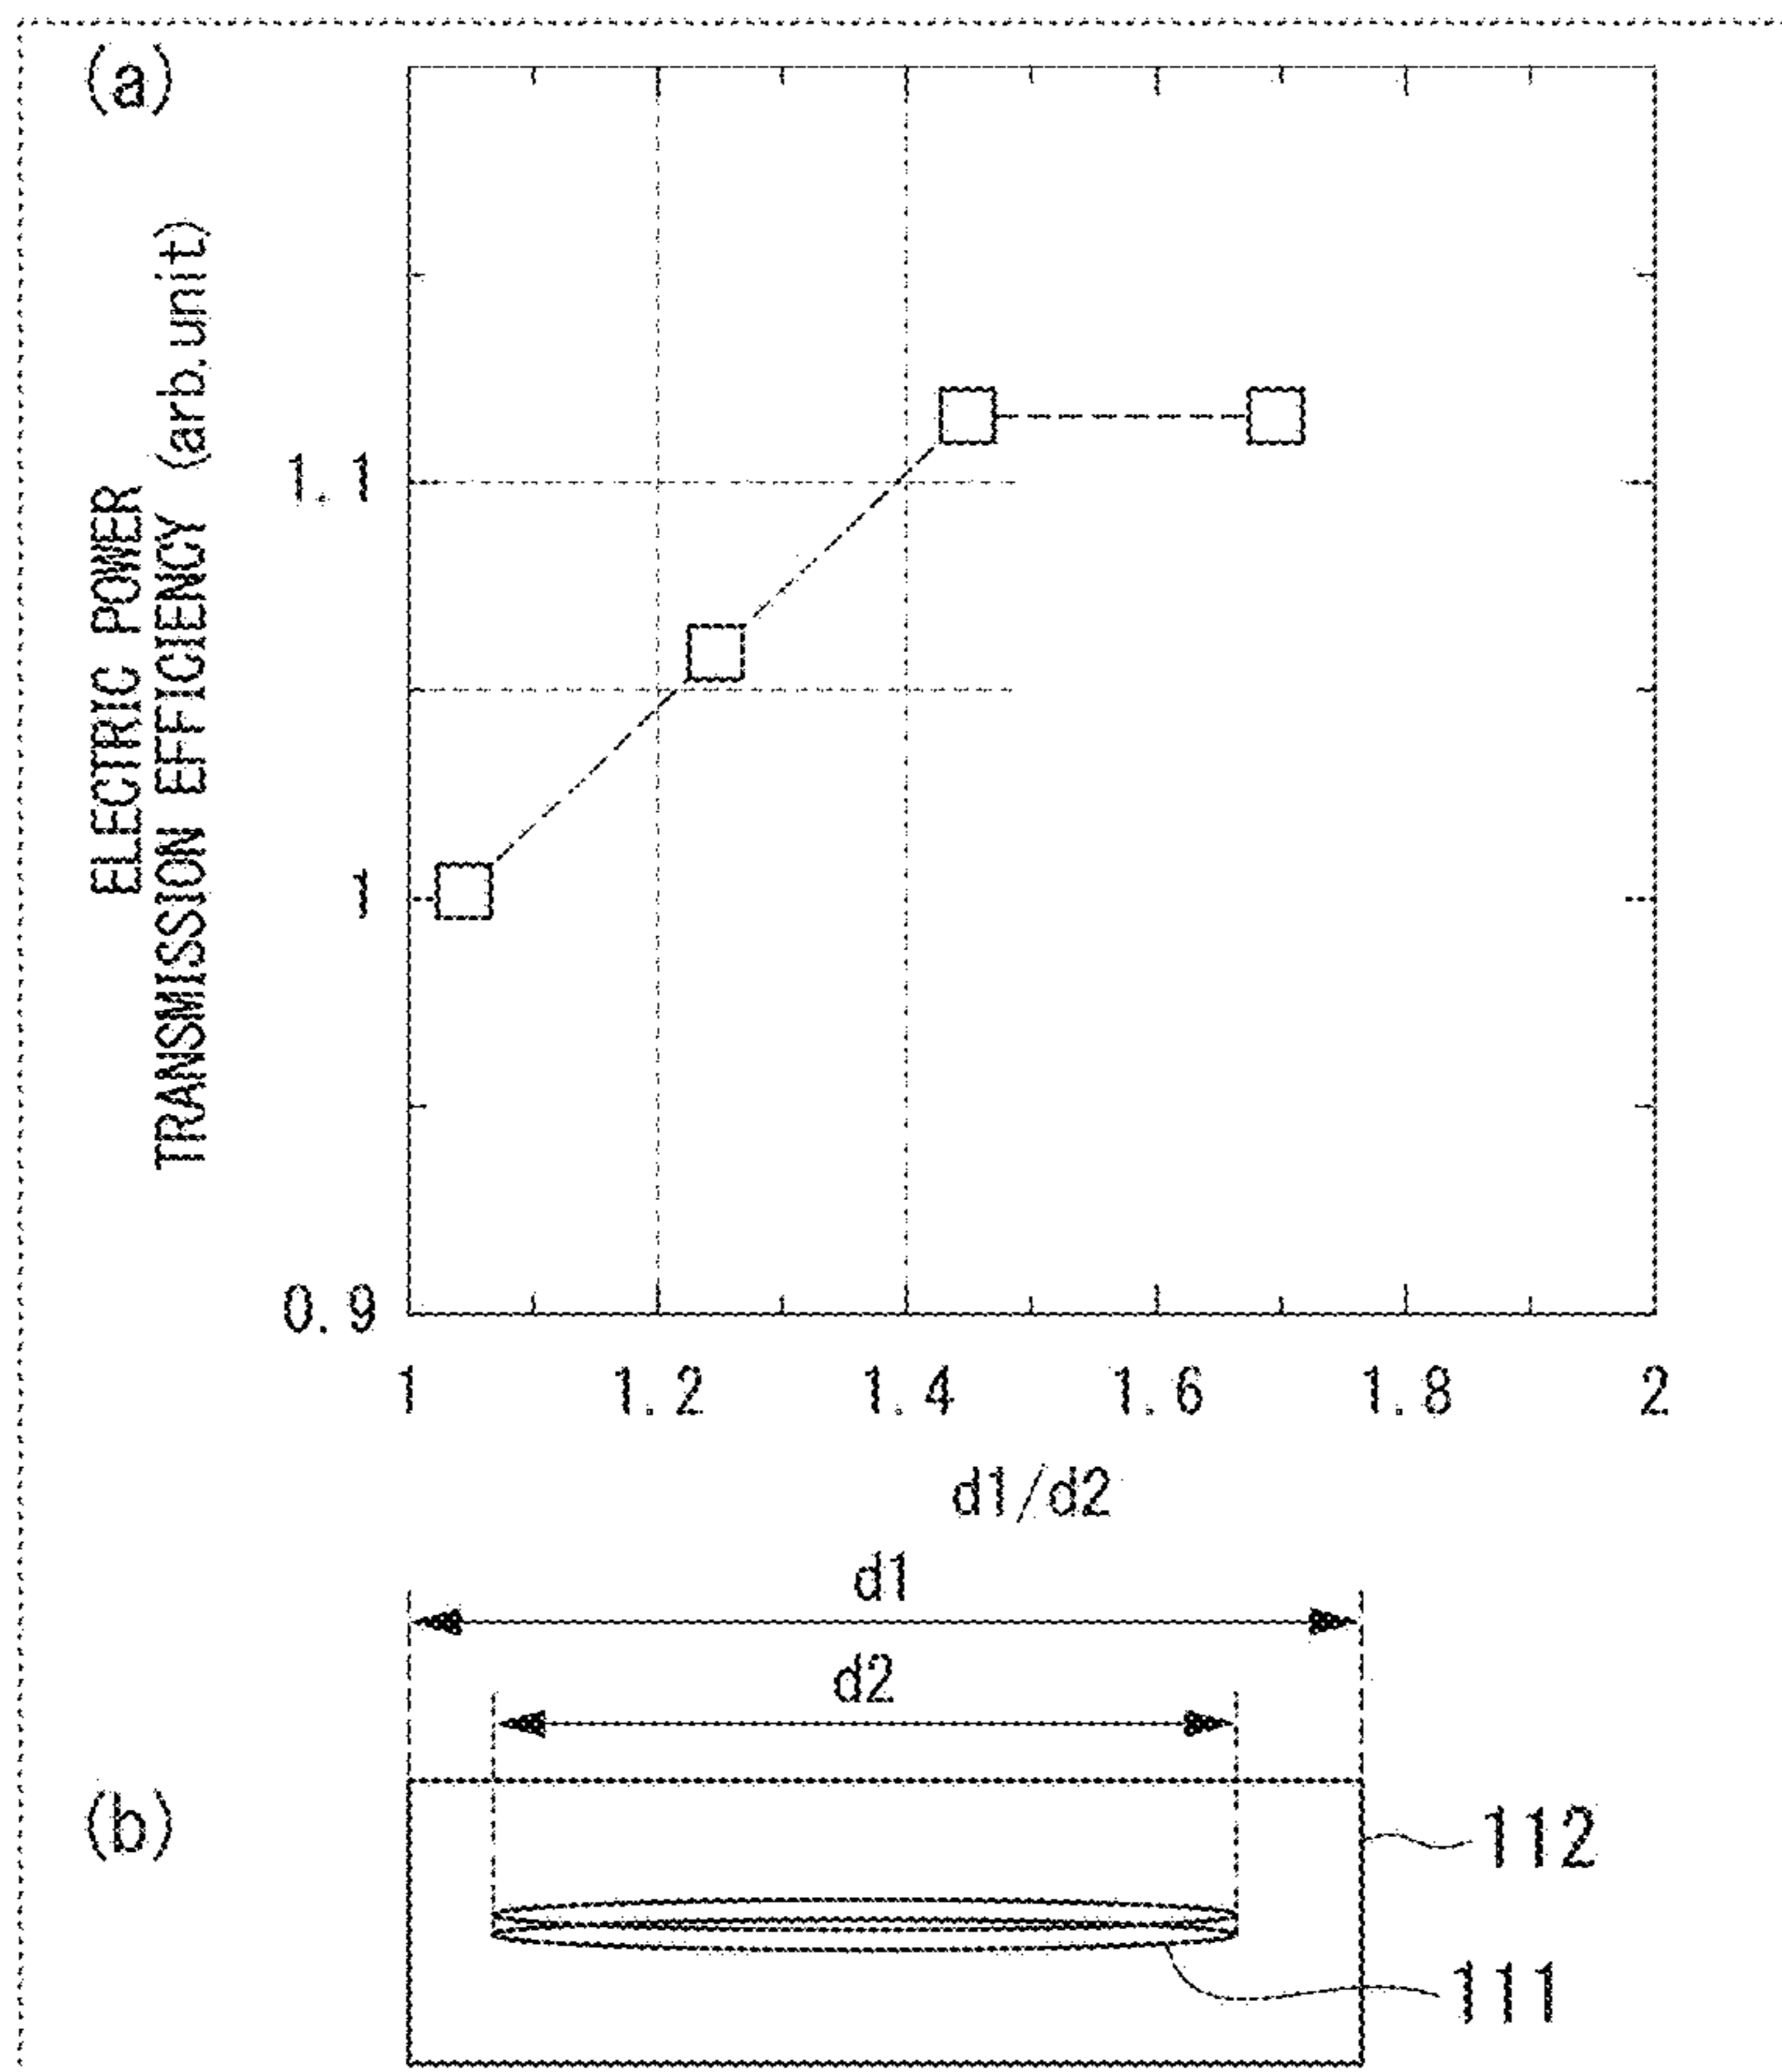 (a)
ELECTRIC POWER
TRANSMISSION EFFICIENCY (arb.unit)
1.1
1
0.9
1 1.2 1.4 1.6 1.8 2
d1/d2
d1
d2
(b)
112
111